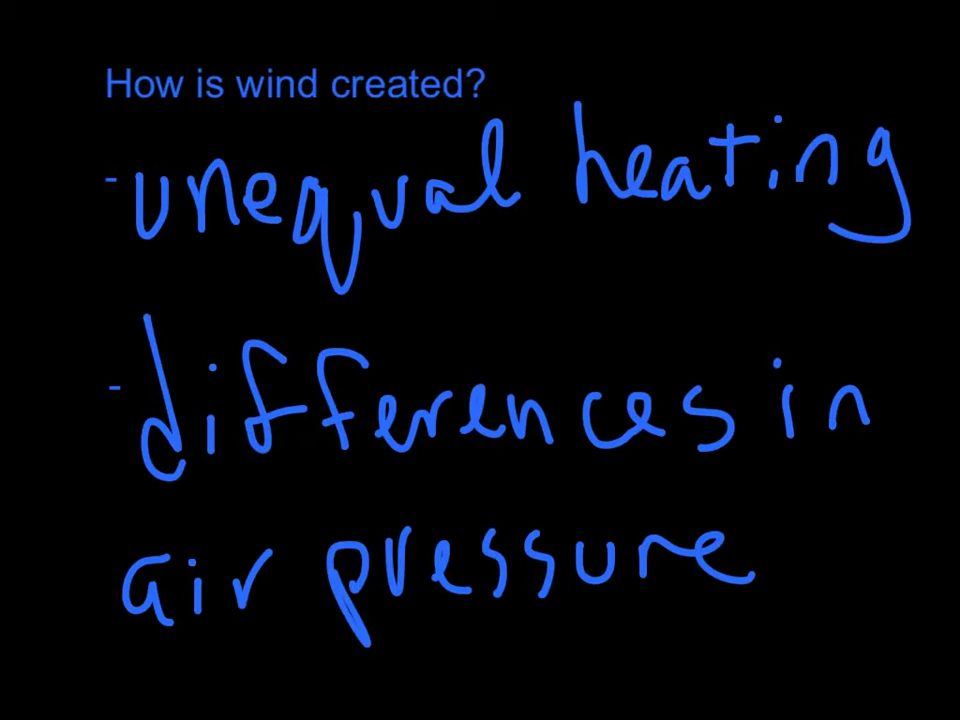 How is wind created?
- unequal heating
- differences in
air pressure